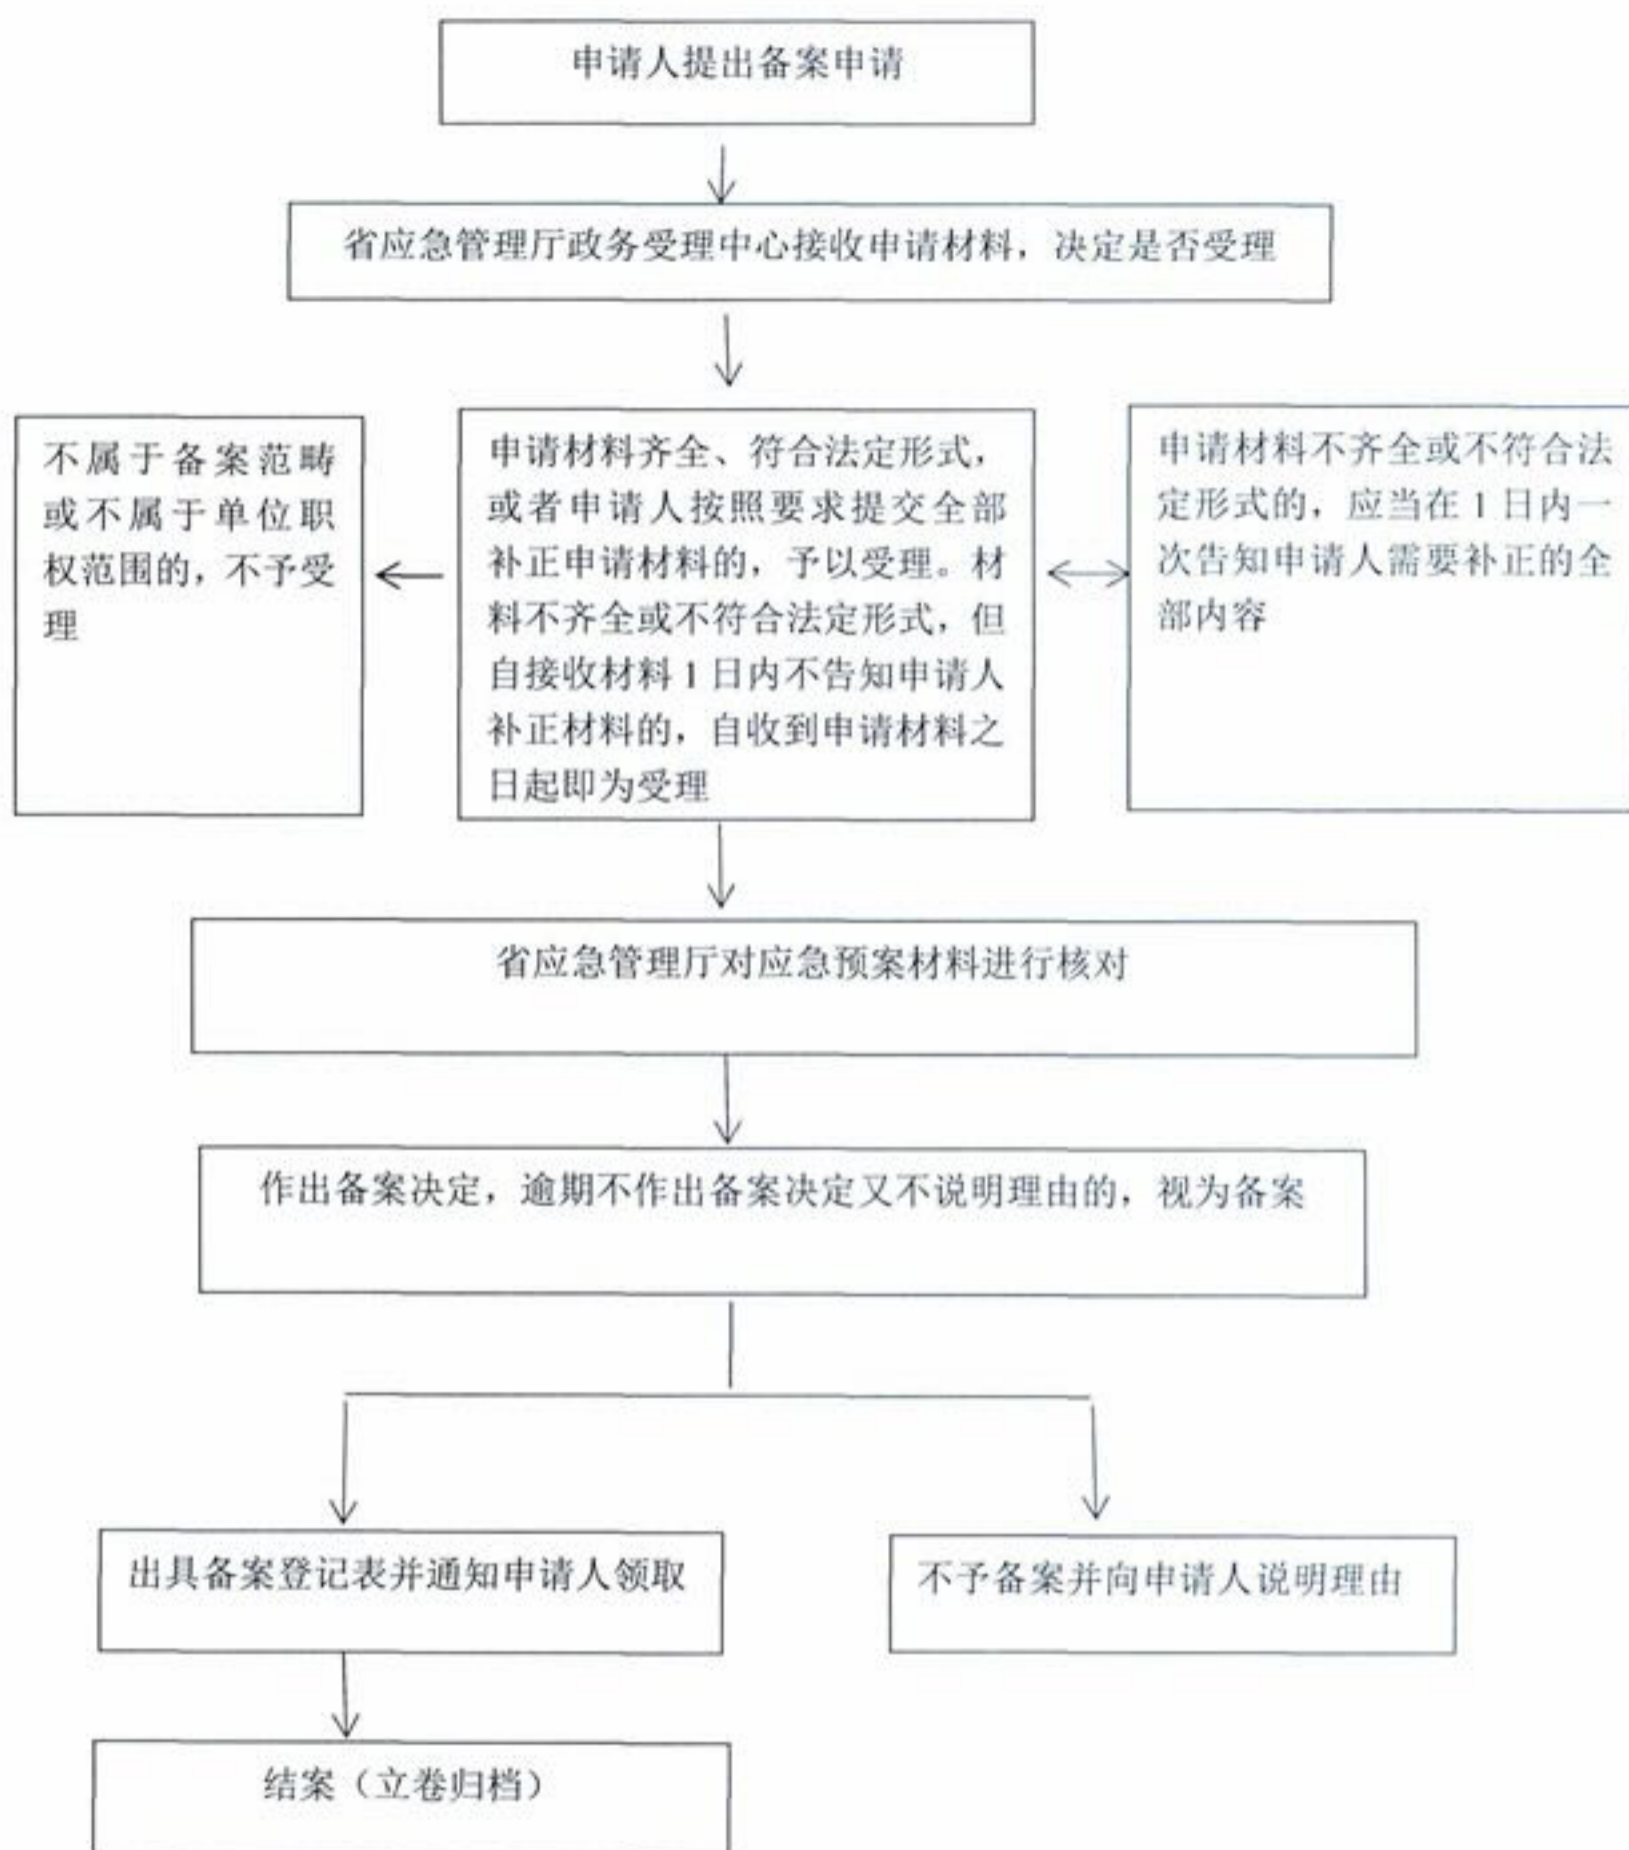 申请人提出备案申请
省应急管理厅政务受理中心接收申请材料，决定是否受理
不属于备案范畴
或不属于单位职
权范围的，不予受
理
申请材料齐全、符合法定形式，
或者申请人按照要求提交全部
补正申请材料的，予以受理。材
料不齐全或不符合法定形式，但
自接收材料1日内不告知申请人
补正材料的，自收到申请材料之
日起即为受理
申请材料不齐全或不符合法
定形式的，应当在1日内一
次告知申请人需要补正的全
部内容
省应急管理厅对应急预案材料进行核对
作出备案决定，逾期不作出备案决定又不说明理由的，视为备案
出具备案登记表并通知申请人领取
不予备案并向申请人说明理由
结案（立卷归档）